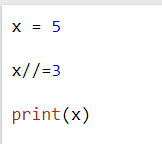 x = 5
x//=3
print(x)